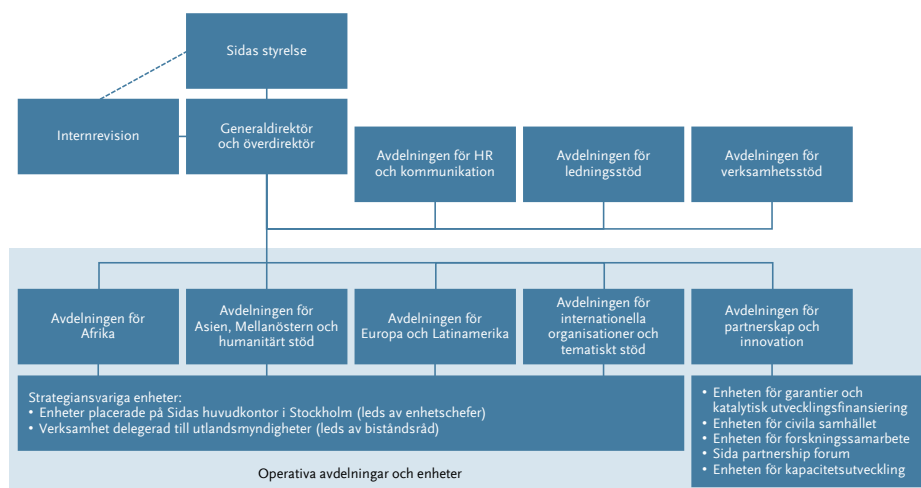 Sidas styrelse
Internrevision
Generaldirektör
och överdirektör
Avdelningen för HR
och kommunikation
Avdelningen för
ledningsstöd
Avdelningen för
verksamhetsstöd
Avdelningen för
Afrika
Avdelningen för
Asien, Mellanöstern och
humanitärt stöd
Avdelningen för
Europa och Latinamerika
Avdelningen för
internationella
organisationer och
tematiskt stöd
Avdelningen för
partnerskap och
innovation
Strategiansvariga enheter:
• Enheter placerade på Sidas huvudkontor i Stockholm (leds av enhetschefer)
• Verksamhet delegerad till utlandsmyndigheter (leds av biståndsråd)
• Enheten för garantier och
katalytisk utvecklingsfinansiering
• Enheten för civila samhället
• Enheten för forskningssamarbete
• Sida partnership forum
• Enheten för kapacitetsutveckling
Operativa avdelningar och enheter